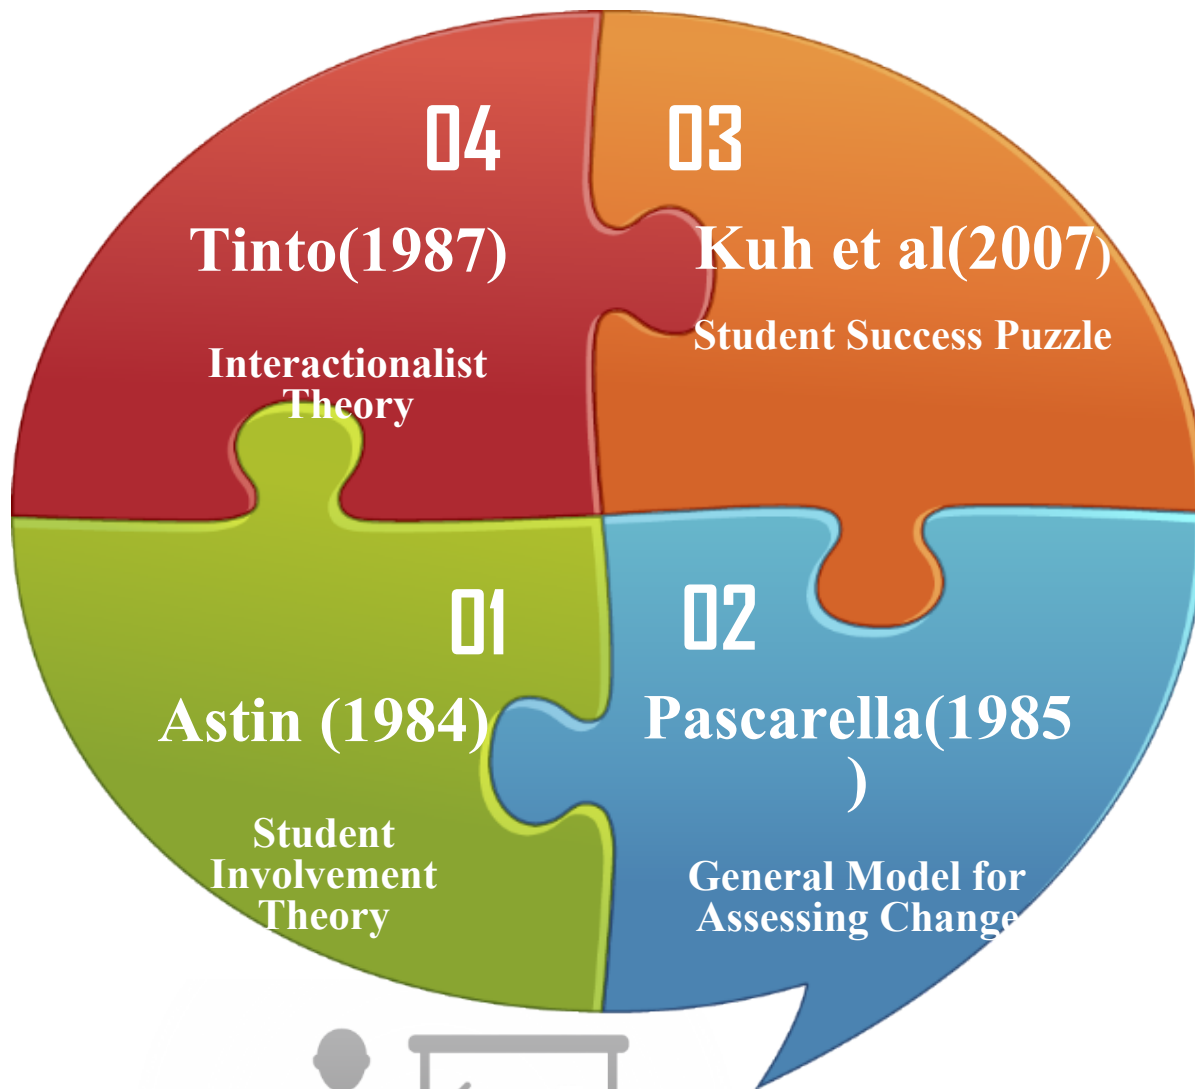 04
Tinto(1987)
Interactionalist
Theory
03
Kuh et al(2007)
Student Success Puzzle
01
Astin (1984)
Student
Involvement
Theory
02
Pascarella(1985
)
General Model for
Assessing Change